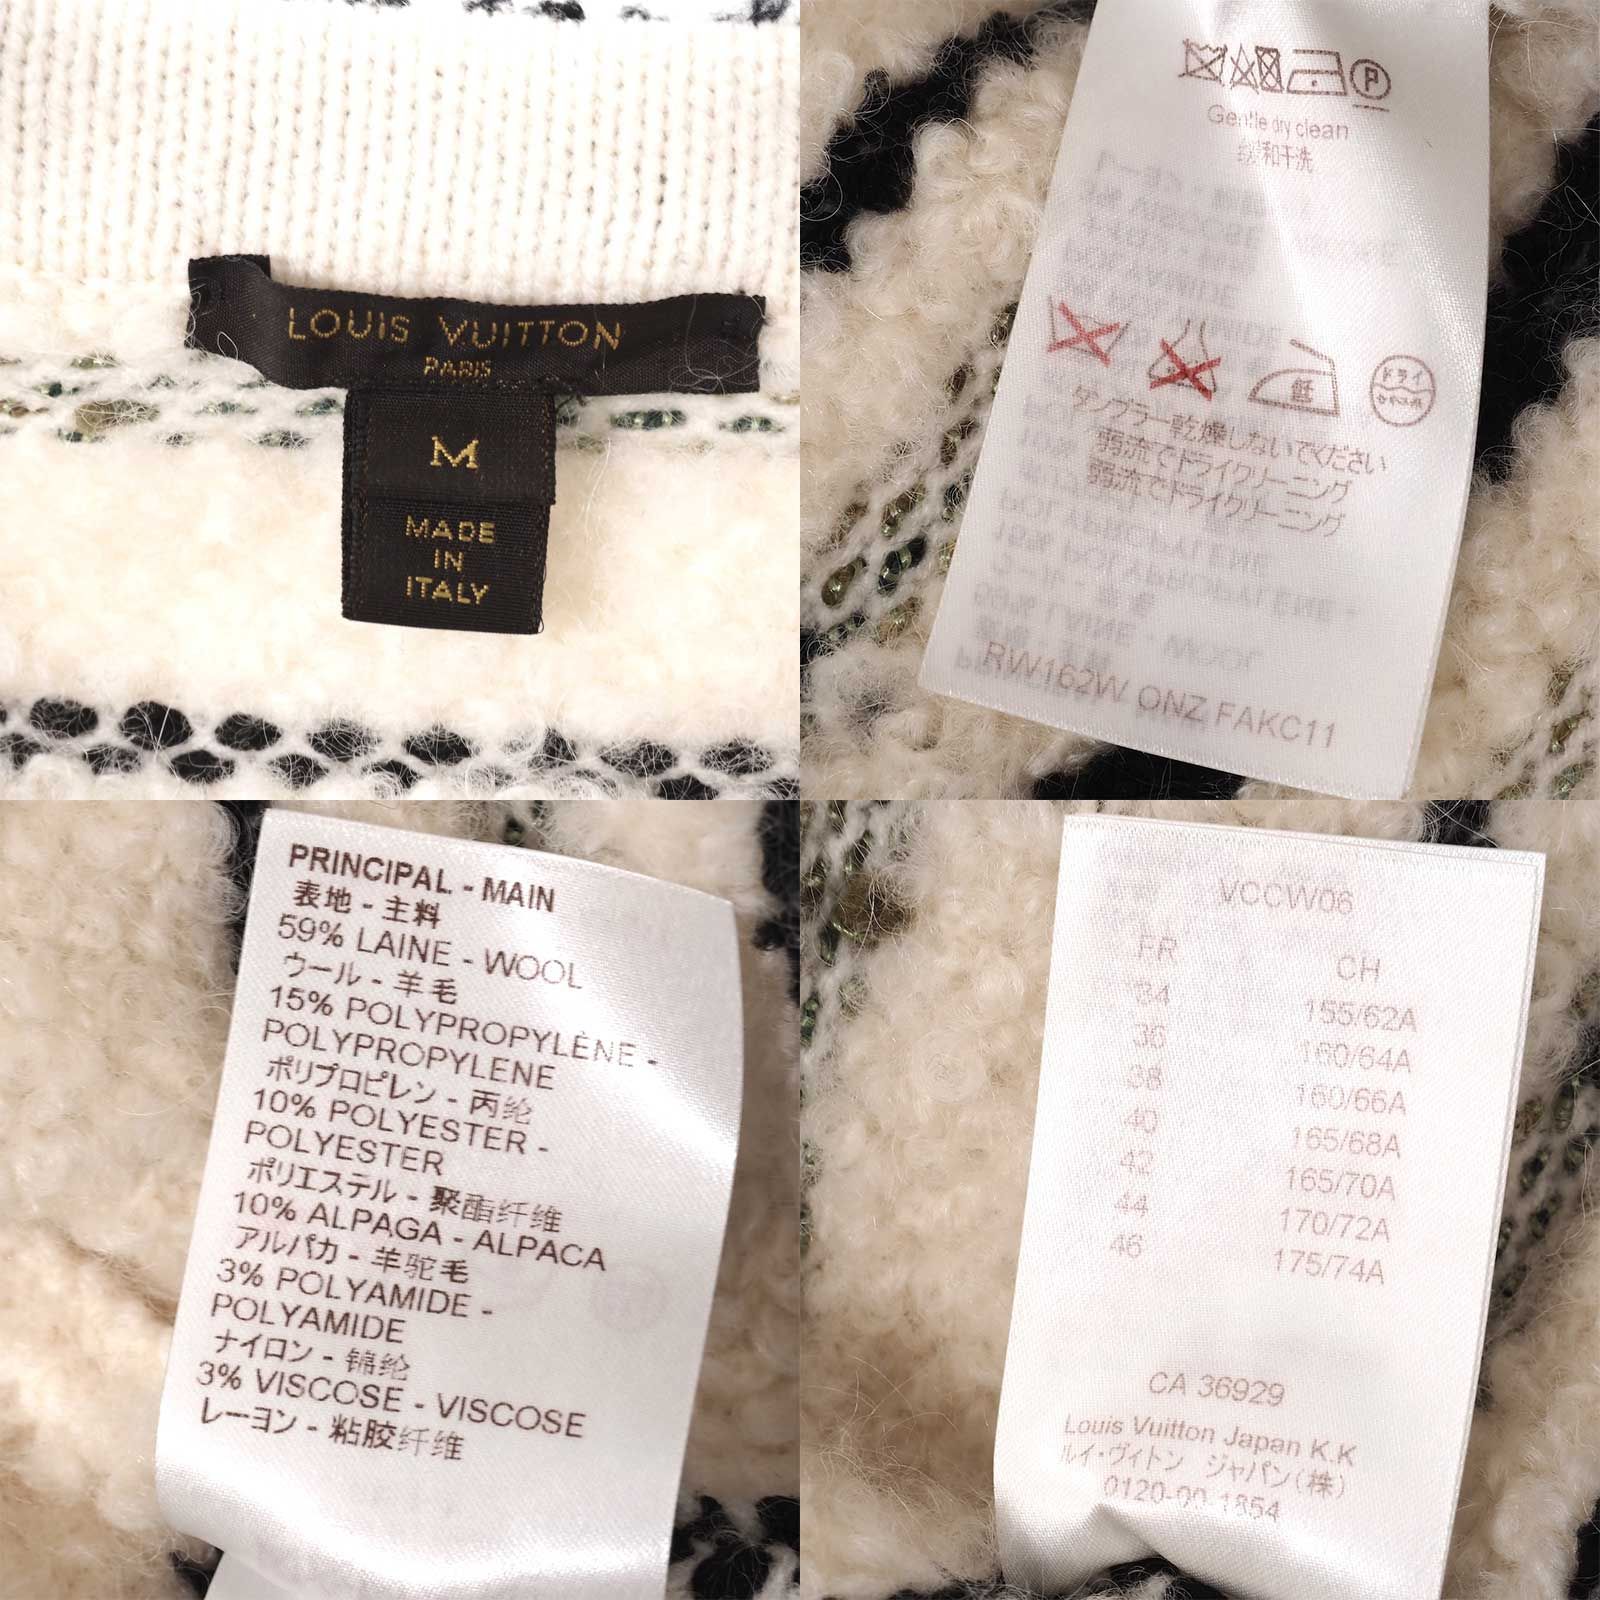 LOUIS VUITTON
PARIS
M
MADE
IN
ITALY
P
Gentle dry clean
缓和干洗
ドライ
タンブラー乾燥しないでください
弱流でドライクリーニング
弱流でドライクリーニング
RW162W ONZ FAKC11
PRINCIPAL - MAIN
表地 - 主料
59% LAINE - WOOL
ウール - 羊毛
15% POLYPROPYLÈNE -
POLYPROPYLENE
ポリプロピレン - 丙纶
10% POLYESTER -
POLYESTER
ポリエステル - 聚酯纤维
10% ALPAGA - ALPACA
アルパカ - 羊驼毛
3% POLYAMIDE -
POLYAMIDE
ナイロン - 锦纶
3% VISCOSE - VISCOSE
レーヨン - 粘胶纤维
VCCW06
FR CH
34 155/62A
36 160/64A
38 160/66A
40 165/68A
42 165/70A
44 170/72A
46 175/74A
CA 36929
Louis Vuitton Japan K.K
ルイ・ヴィトン ジャパン(株)
0120-00-1854